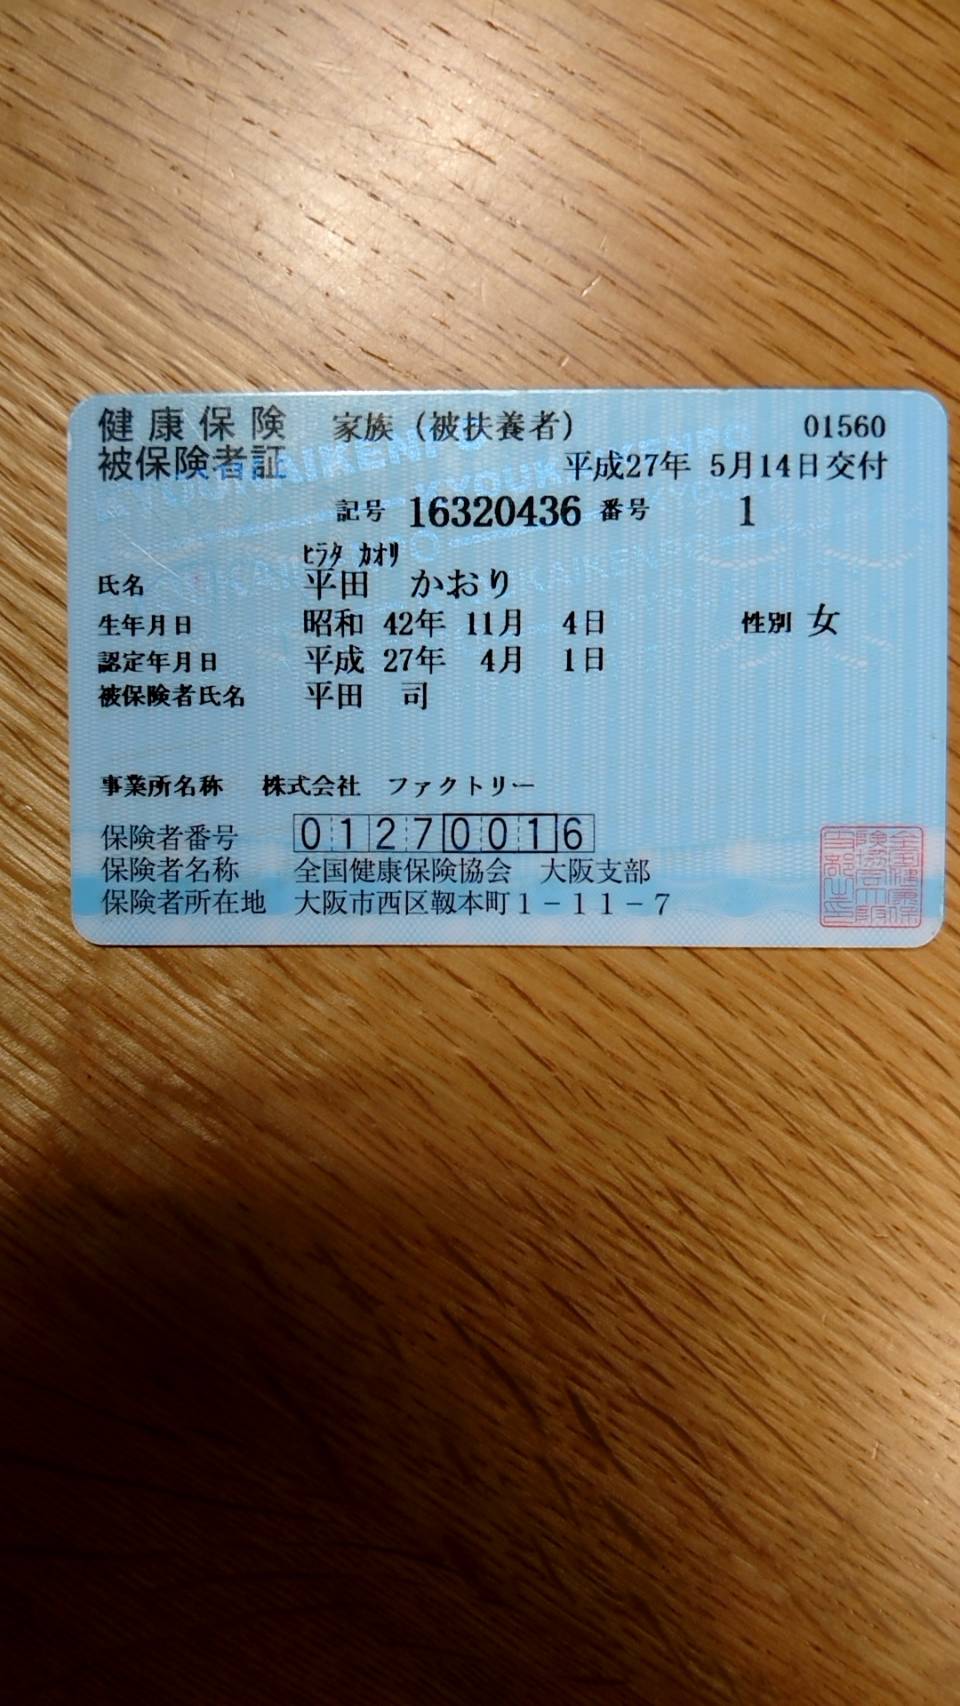 健康保険 家族（被扶養者） 01560
被保険者証 平成27年 5月14日交付
記号 16320436 番号 1
ﾋﾗﾀ ｶｵﾘ
氏名 平田 かおり
生年月日 昭和 42年 11月 4日 性別 女
認定年月日 平成 27年 4月 1日
被保険者氏名 平田 司
事業所名称 株式会社 ファクトリー
保険者番号 01270016
保険者名称 全国健康保険協会 大阪支部
保険者所在地 大阪市西区靱本町1-11-7